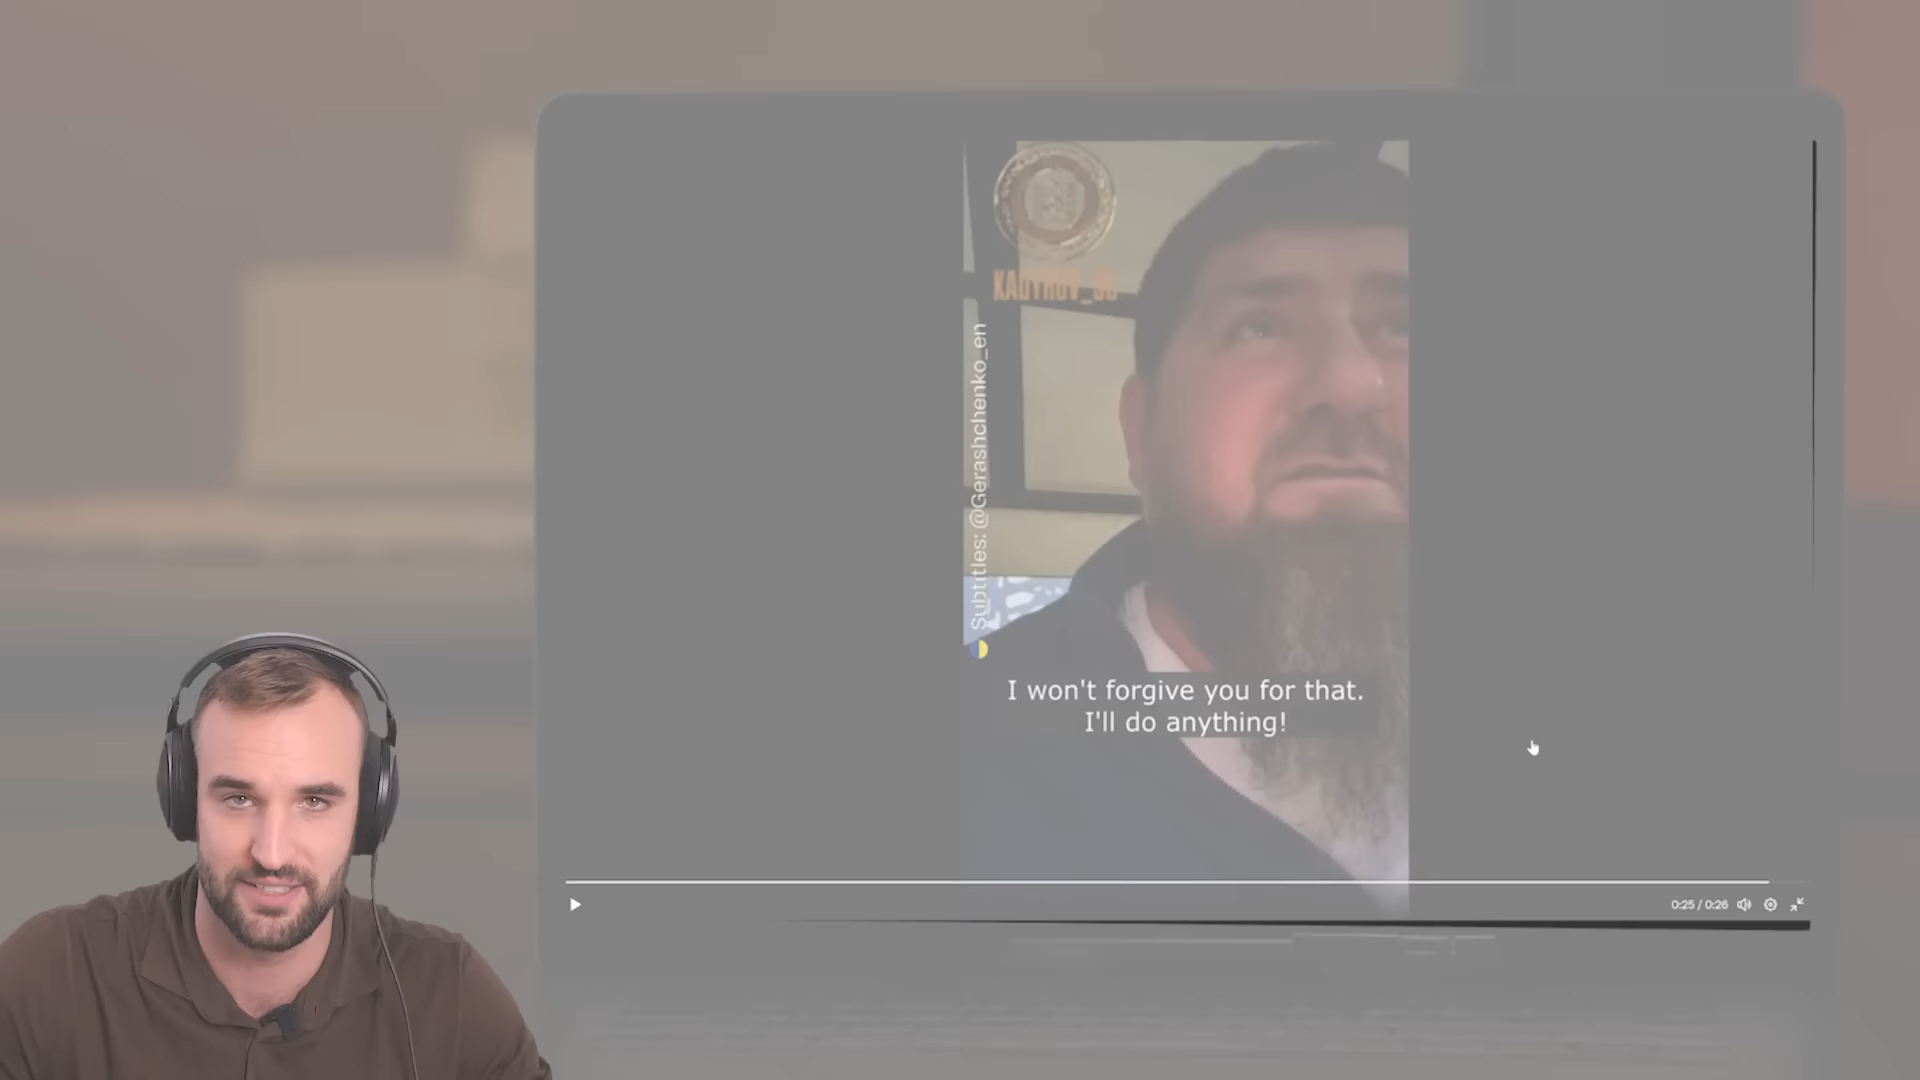 KADYROV_95
Subtitles: @Gerashchenko_en
I won't forgive you for that.
I'll do anything!
0:25 / 0:26